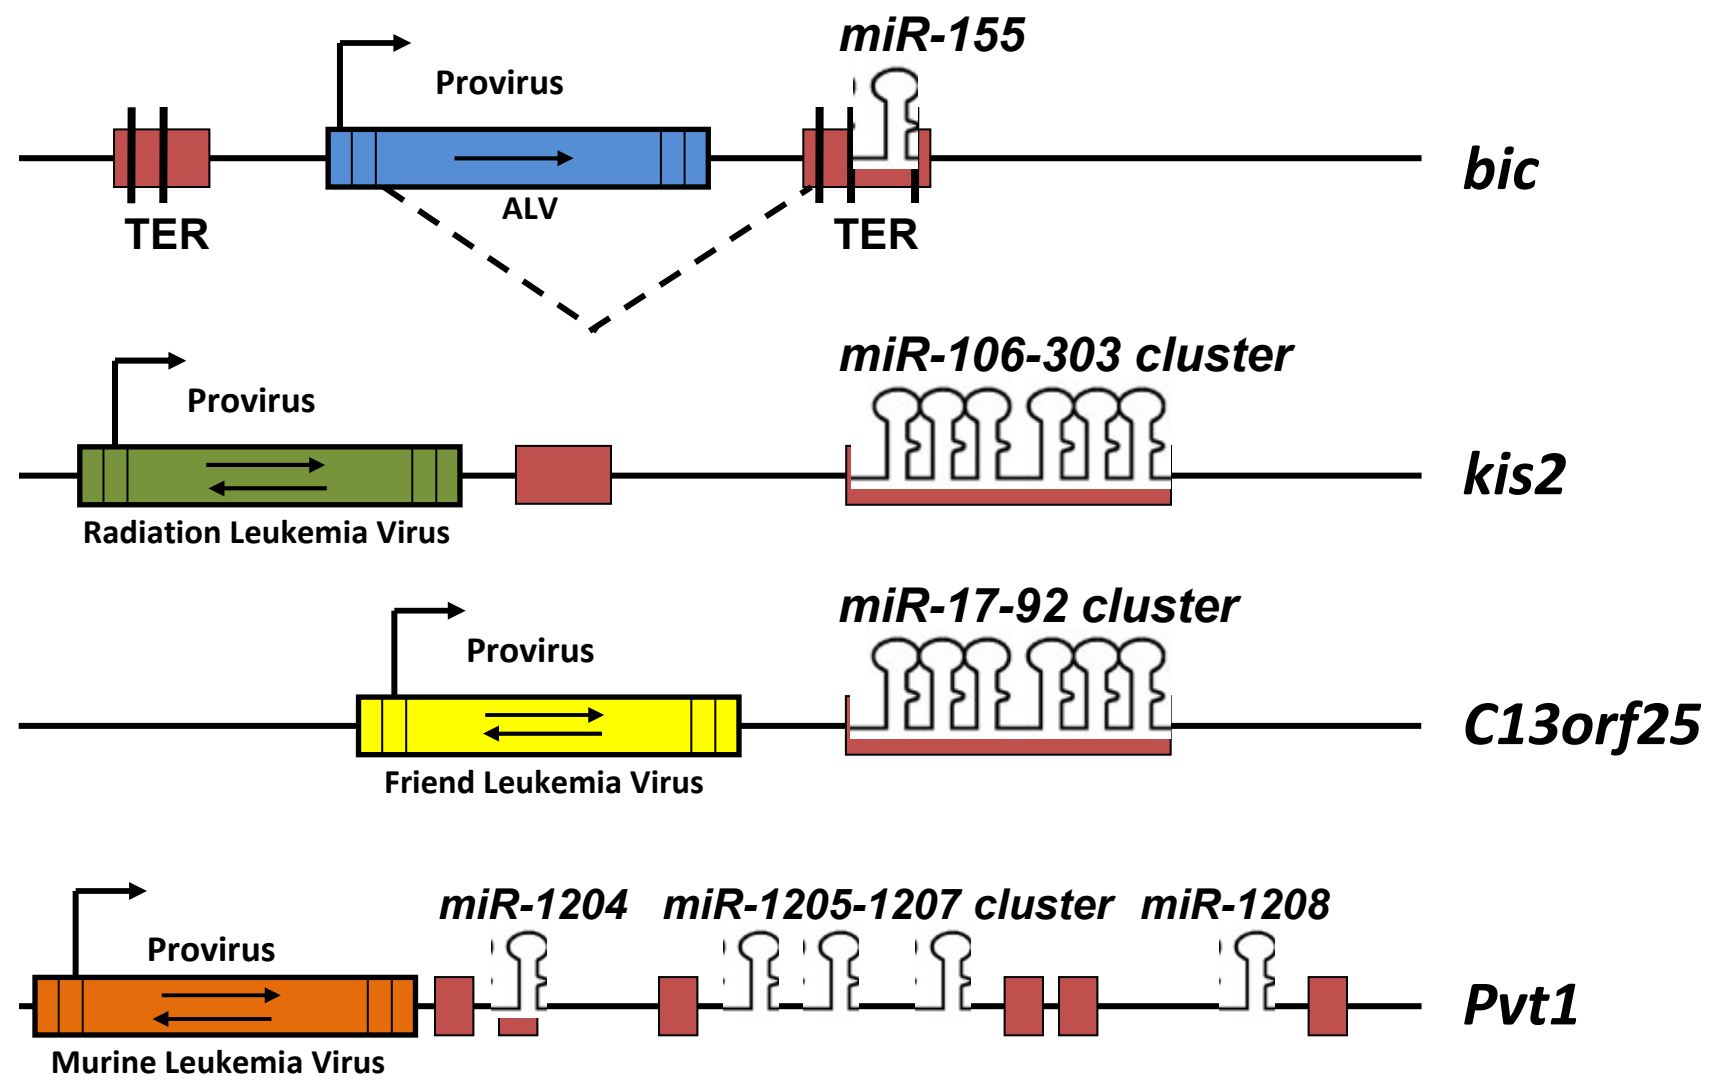 miR-155
Provirus
ALV
TER
TER
bic
miR-106-303 cluster
Provirus
Radiation Leukemia Virus
kis2
miR-17-92 cluster
Provirus
Friend Leukemia Virus
C13orf25
miR-1204
miR-1205-1207 cluster
miR-1208
Provirus
Murine Leukemia Virus
Pvt1